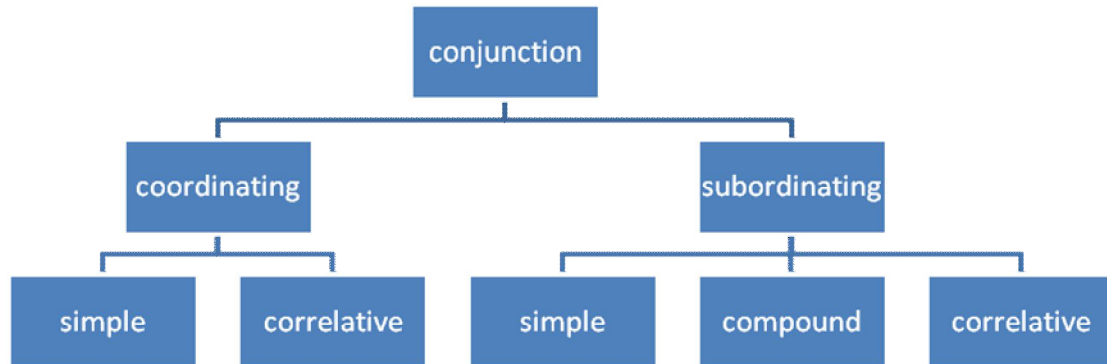 conjunction
coordinating
subordinating
simple
correlative
simple
compound
correlative